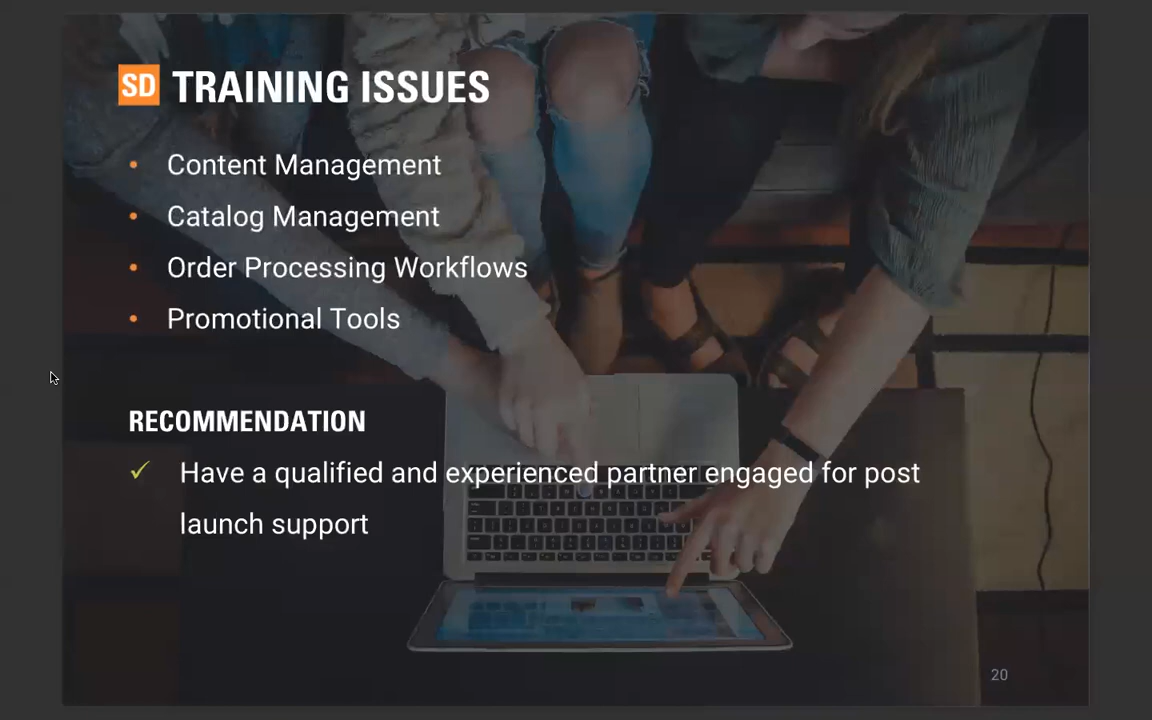 SD TRAINING ISSUES
• Content Management
• Catalog Management
• Order Processing Workflows
• Promotional Tools
RECOMMENDATION
✓ Have a qualified and experienced partner engaged for post
launch support
20